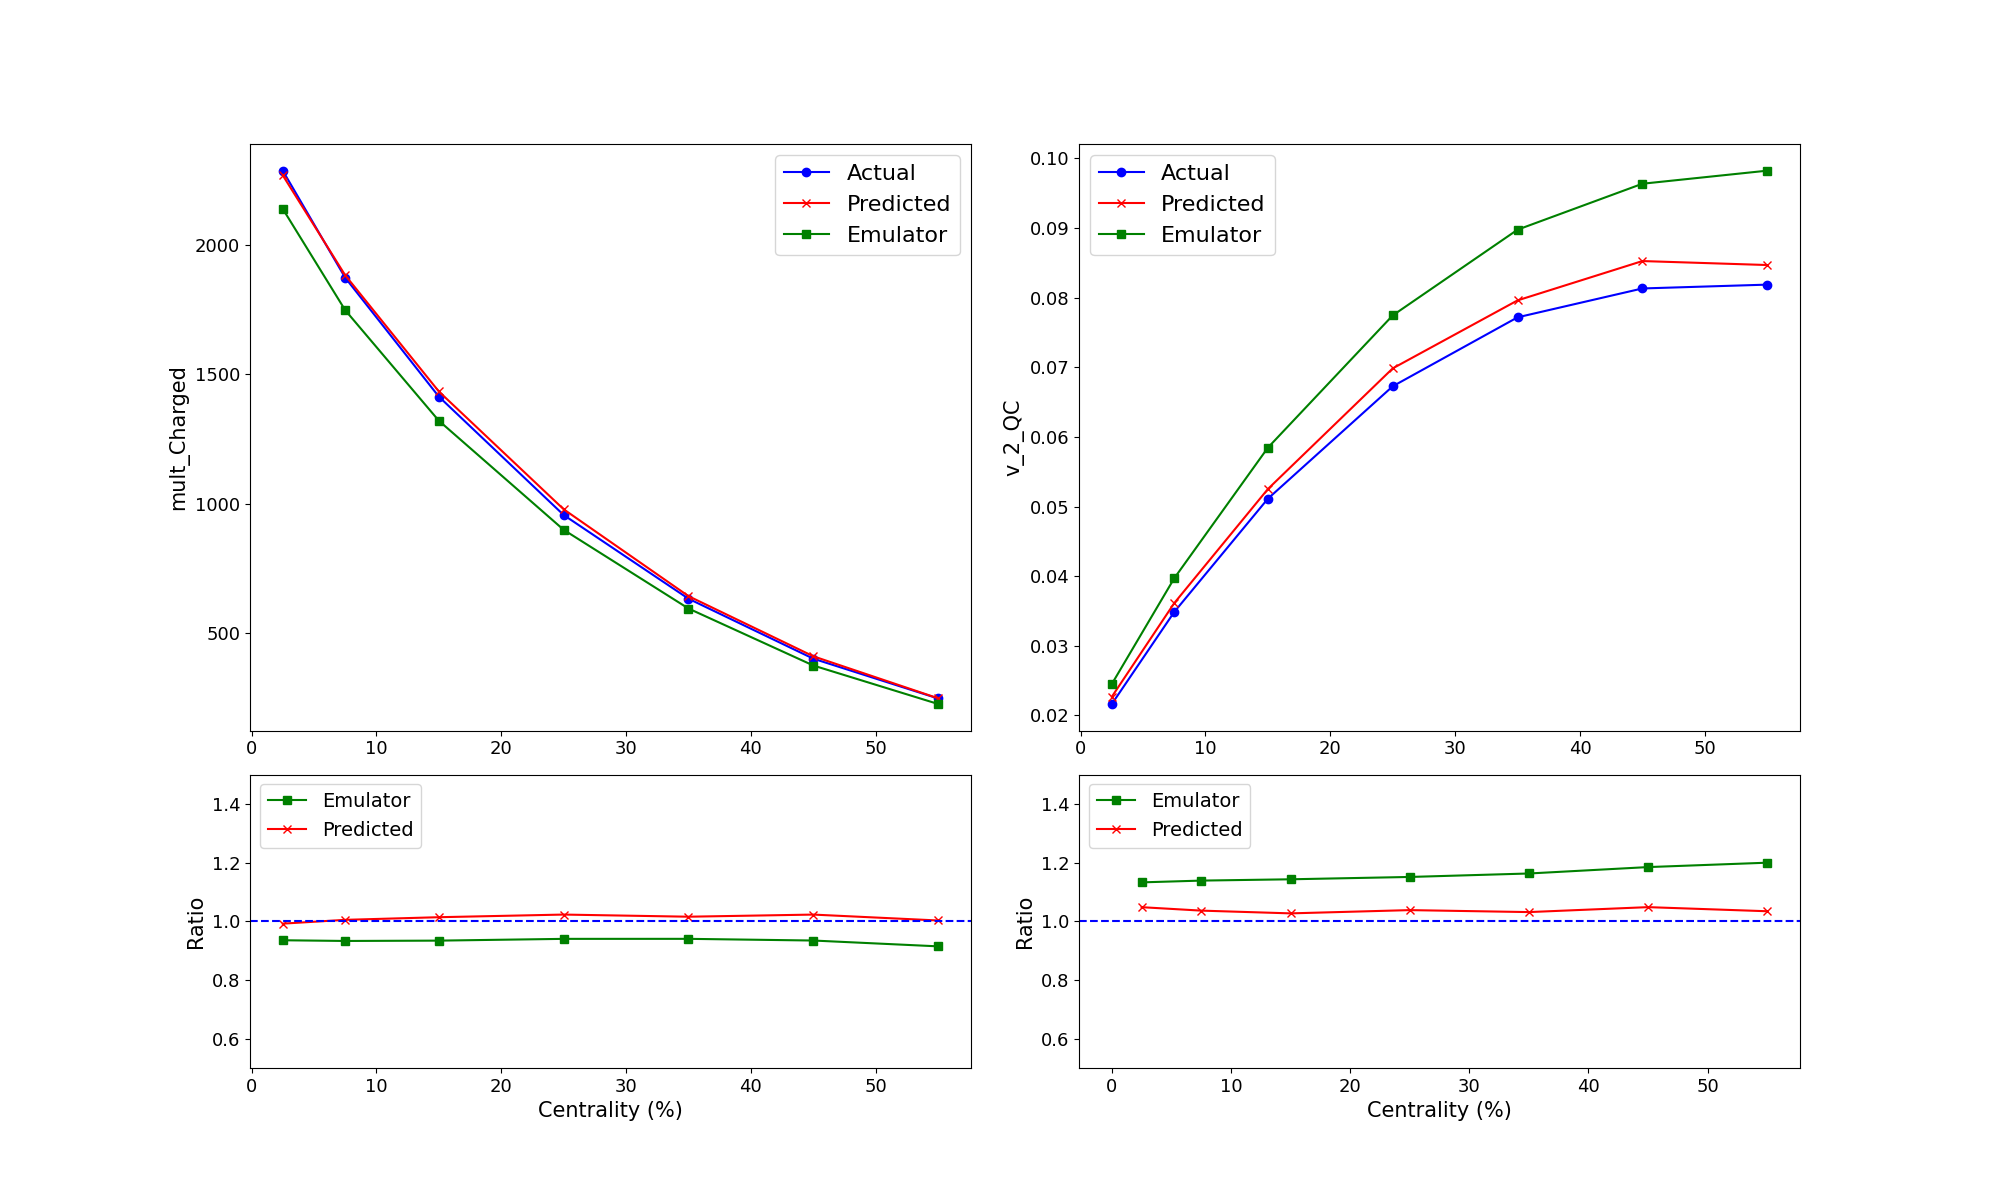 Actual
Predicted
Emulator
mult_Charged
2000
1500
1000
500
0 10 20 30 40 50
Actual
Predicted
Emulator
v_2_QC
0.10
0.09
0.08
0.07
0.06
0.05
0.04
0.03
0.02
0 10 20 30 40 50
Emulator
Predicted
Ratio
1.4
1.2
1.0
0.8
0.6
0 10 20 30 40 50
Centrality (%)
Emulator
Predicted
Ratio
1.4
1.2
1.0
0.8
0.6
0 10 20 30 40 50
Centrality (%)